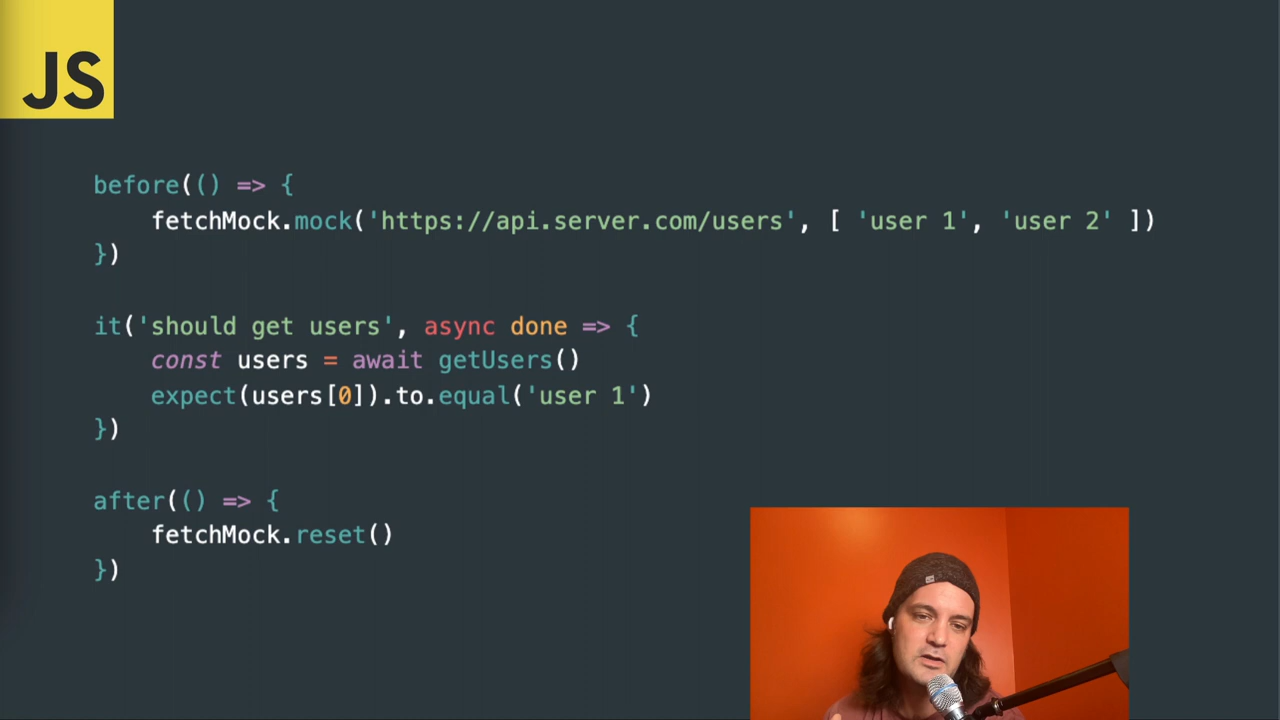 JS
before(() => {
fetchMock.mock('https://api.server.com/users', [ 'user 1', 'user 2' ])
})
it('should get users', async done => {
const users = await getUsers()
expect(users[0]).to.equal('user 1')
})
after(() => {
fetchMock.reset()
})